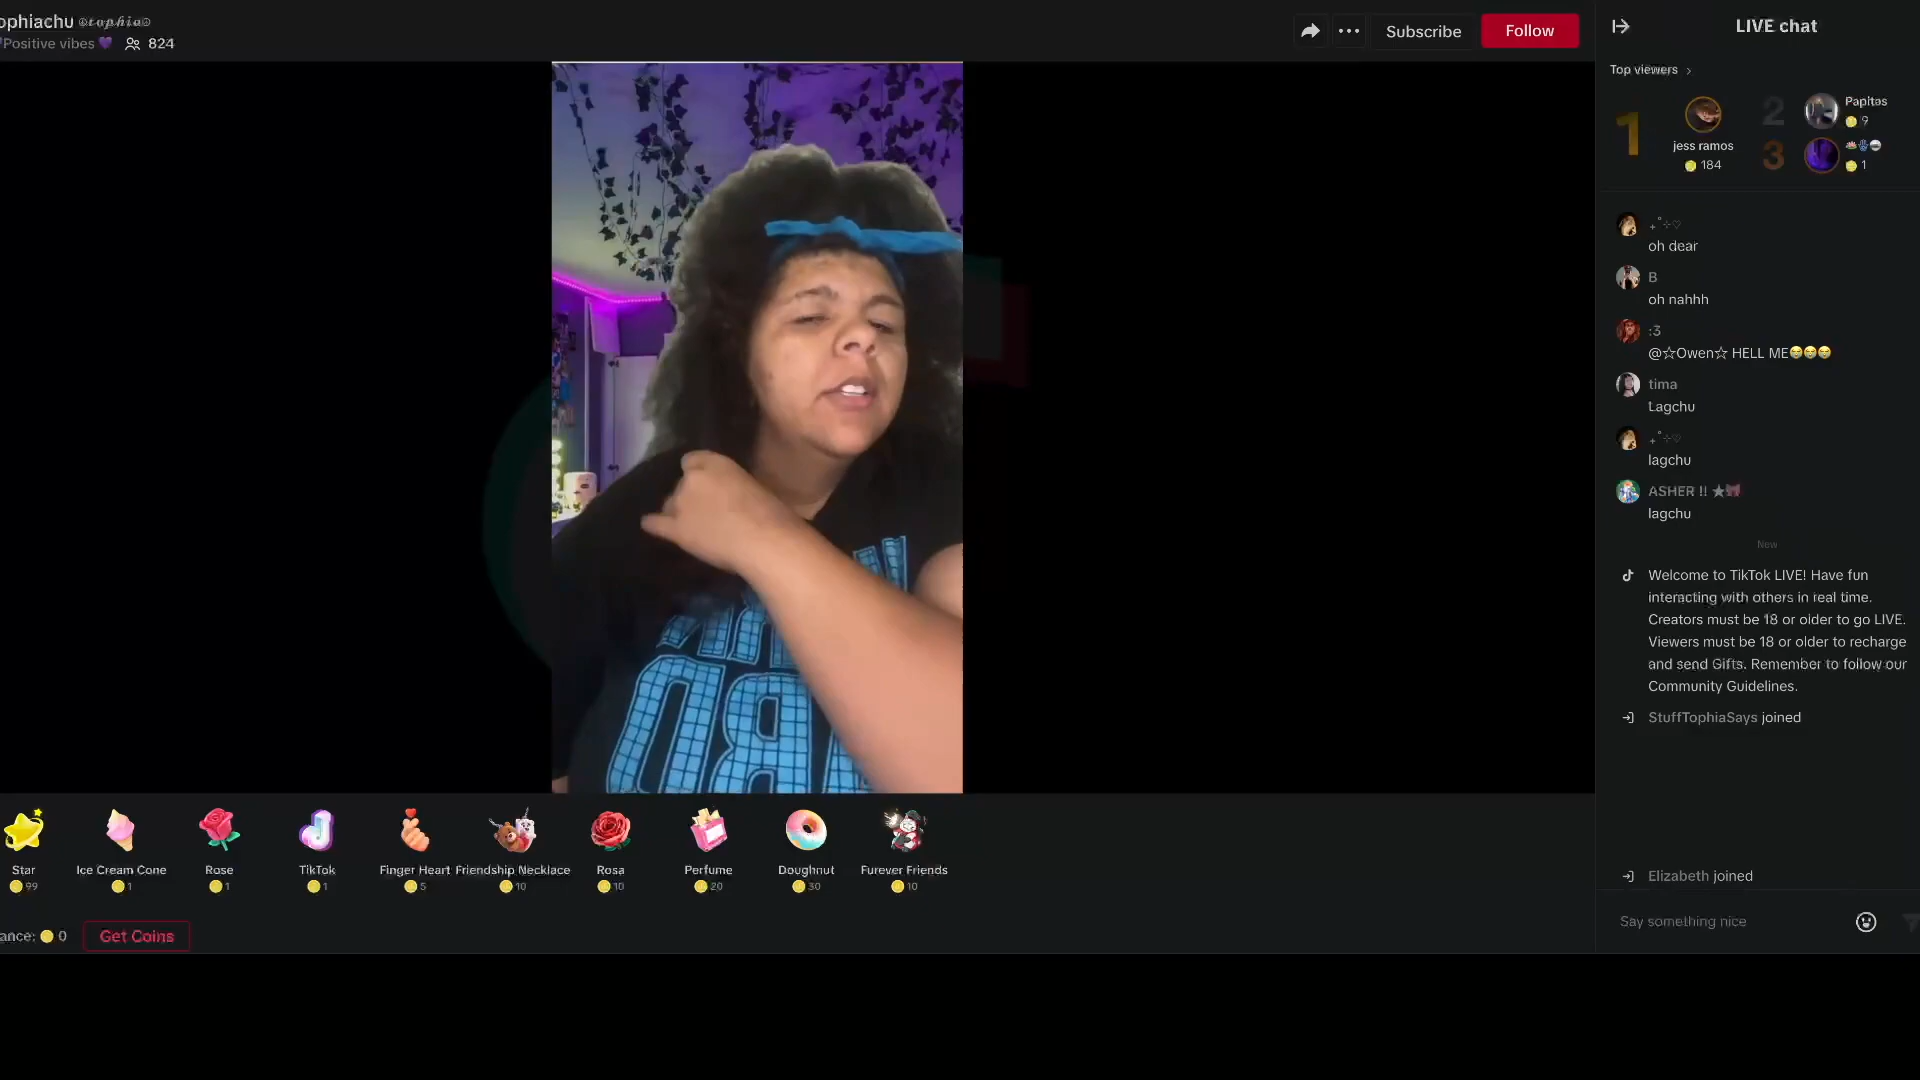 ophiachu @tophia@
Positive vibes 💜 824
Subscribe
Follow
LIVE chat
Top viewers >
1
jess ramos
184
2
Papitas
9
3
1
oh dear
B
oh nahhh
:3
@☆Owen☆ HELL ME😂😂😂
tima
Lagchu
lagchu
ASHER !! ★🎀
lagchu
New
Welcome to TikTok LIVE! Have fun
interacting with others in real time.
Creators must be 18 or older to go LIVE.
Viewers must be 18 or older to recharge
and send Gifts. Remember to follow our
Community Guidelines.
StuffTophiaSays joined
Elizabeth joined
Say something nice
Star
99
Ice Cream Cone
1
Rose
1
TikTok
1
Finger Heart
5
Friendship Necklace
10
Rosa
10
Perfume
20
Doughnut
30
Furever Friends
10
ance: 0
Get Coins